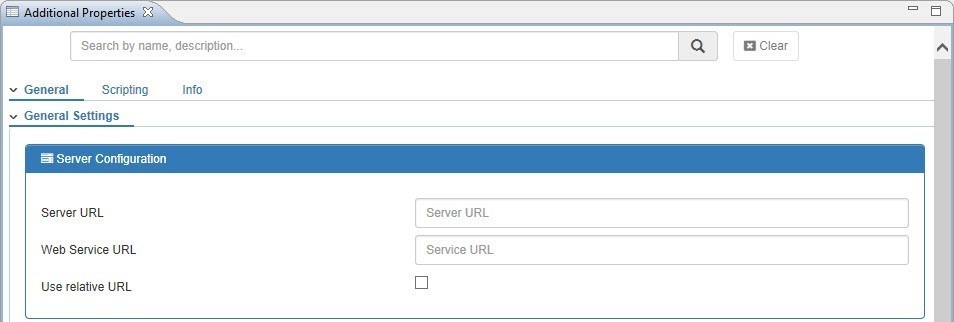 Additional Properties
Search by name, description... Clear
General Scripting Info
General Settings
Server Configuration
Server URL Server URL
Web Service URL Service URL
Use relative URL